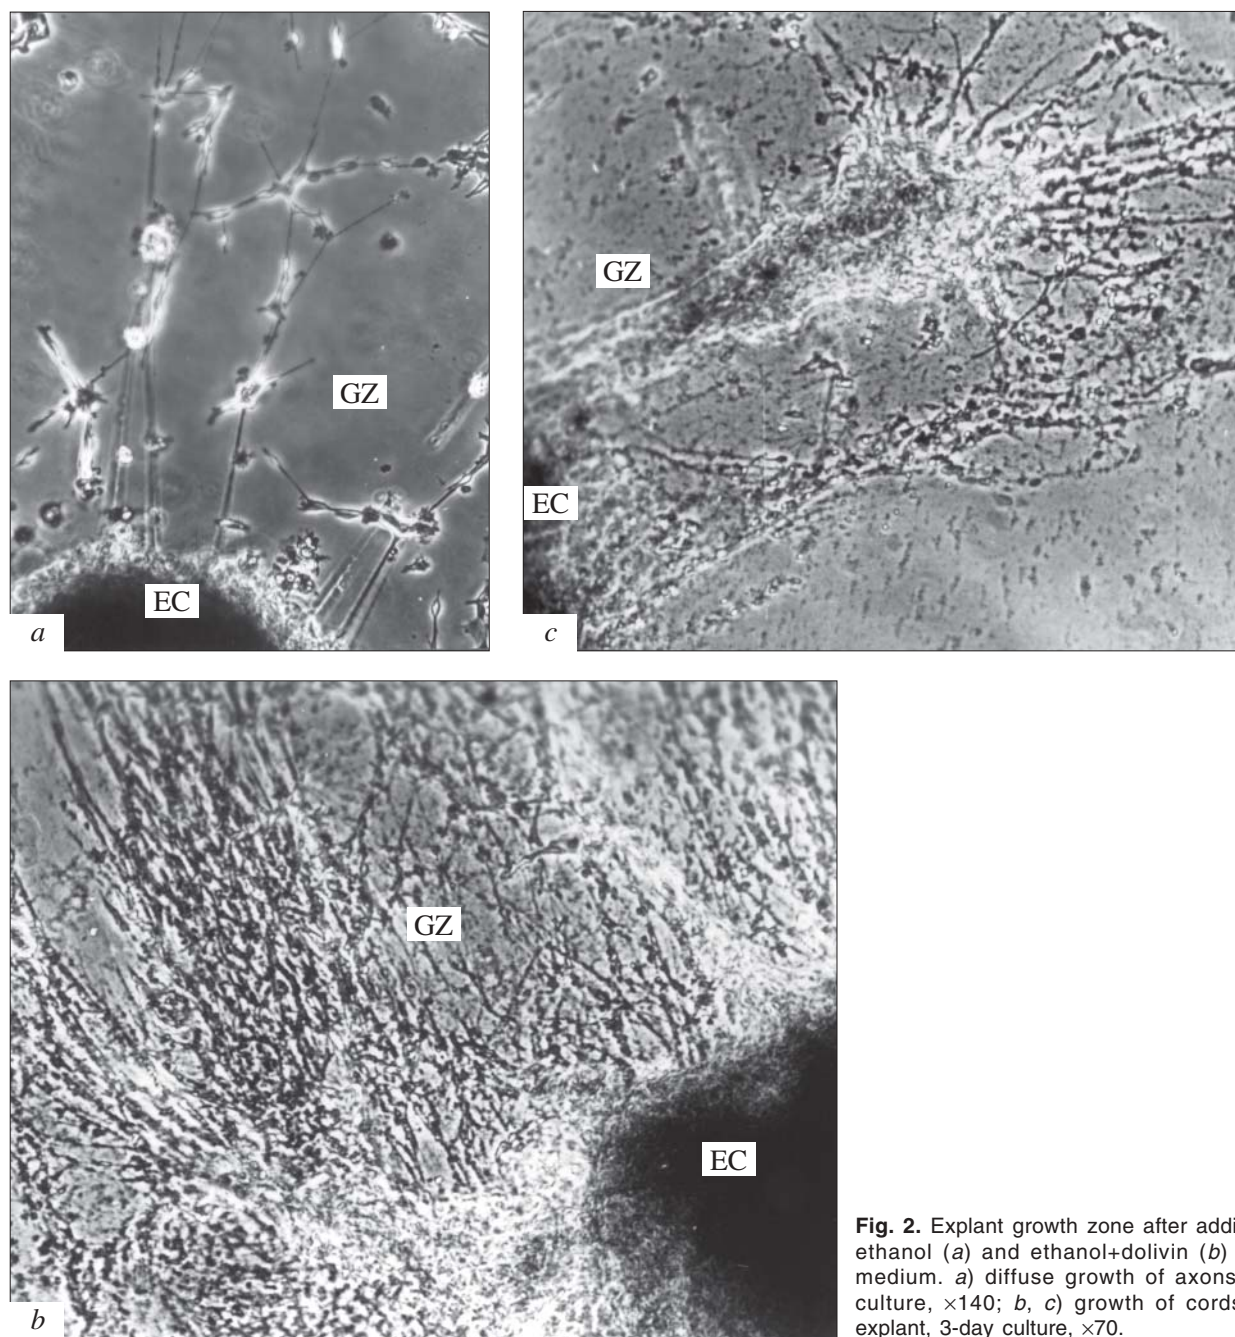 GZ
EC
a
GZ
EC
c
GZ
EC
b
Fig. 2. Explant growth zone after
ethanol (a) and ethanol+dolivin (b)
medium. a) diffuse growth of axons
culture, ×140; b, c) growth of cords
explant, 3-day culture, ×70.